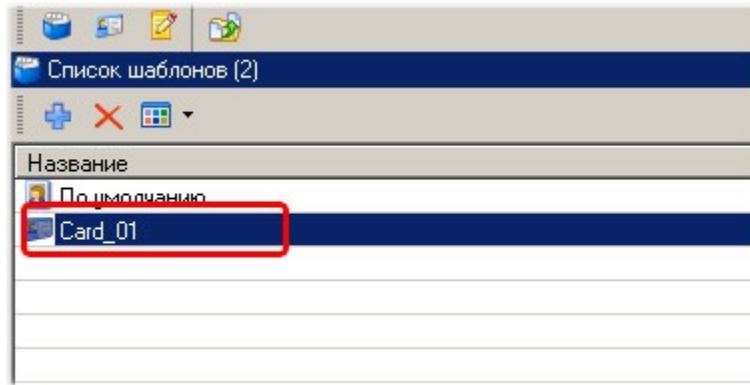 Список шаблонов (2)
Название
По умолчанию
Card_01